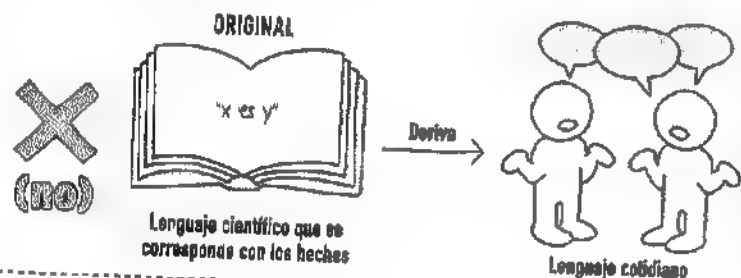 ORIGINAL
"x es y"
(no)
Deriva
Lenguaje científico que se
corresponde con los hechos
Lenguaje cotidiano